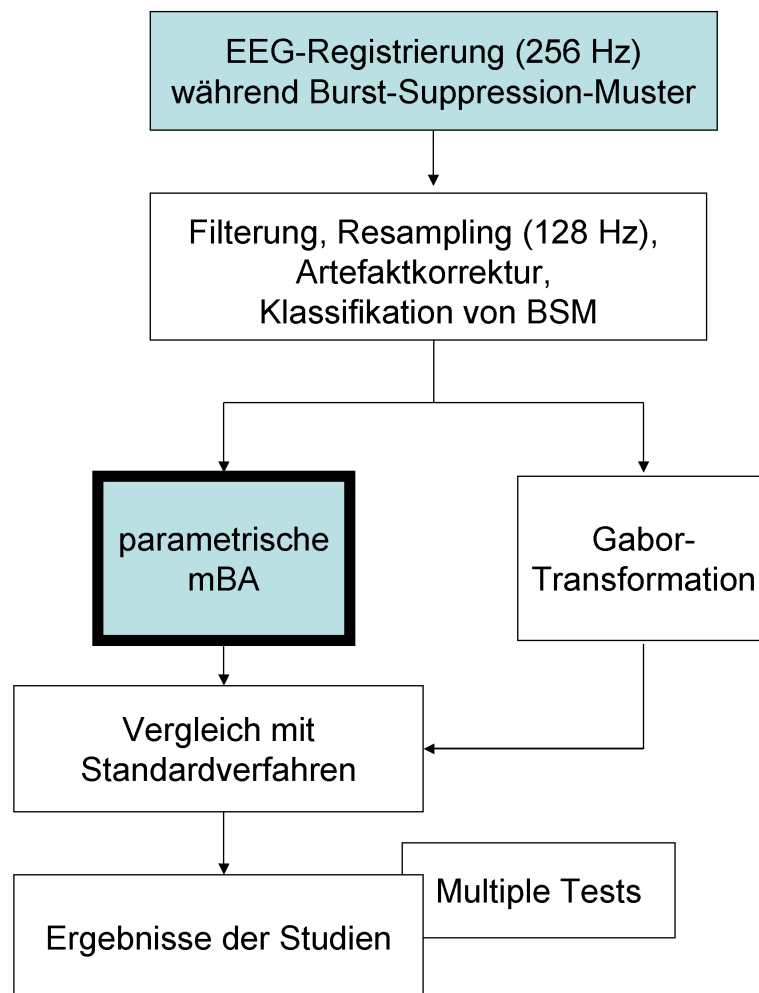 EEG-Registrierung (256 Hz)
während Burst-Suppression-Muster
Filterung, Resampling (128 Hz),
Artefaktkorrektur,
Klassifikation von BSM
parametrische
mBA
Gabor-
Transformation
Vergleich mit
Standardverfahren
Multiple Tests
Ergebnisse der Studien